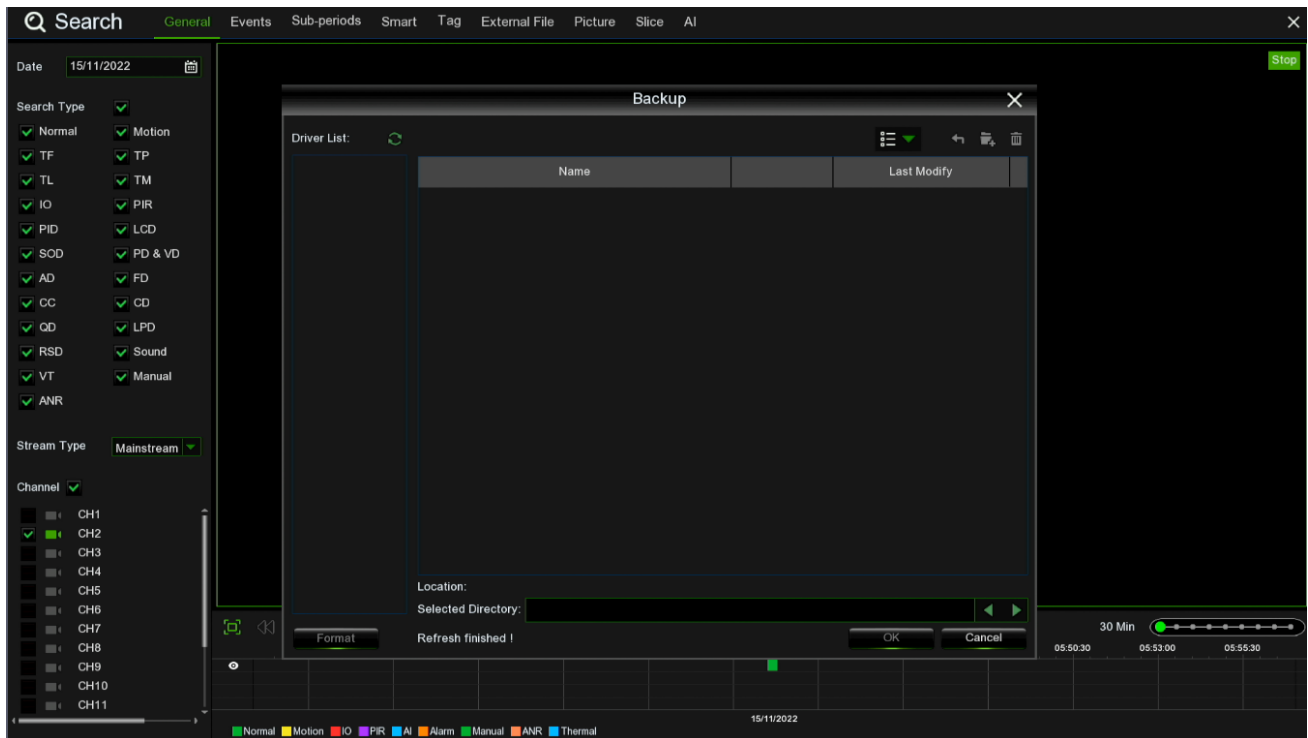 Search General Events Sub-periods Smart Tag External File Picture Slice AI
Date 15/11/2022
Stop
Search Type
Normal Motion
TF TP
TL TM
IO PIR
PID LCD
SOD PD & VD
AD FD
CC CD
QD LPD
RSD Sound
VT Manual
ANR
Stream Type Mainstream
Channel
CH1
CH2
CH3
CH4
CH5
CH6
CH7
CH8
CH9
CH10
CH11
Backup
Driver List:
Name Last Modify
Location:
Selected Directory:
Format Refresh finished ! OK Cancel
30 Min
05:50:30 05:53:00 05:55:30
15/11/2022
Normal Motion IO PIR AI Alarm Manual ANR Thermal